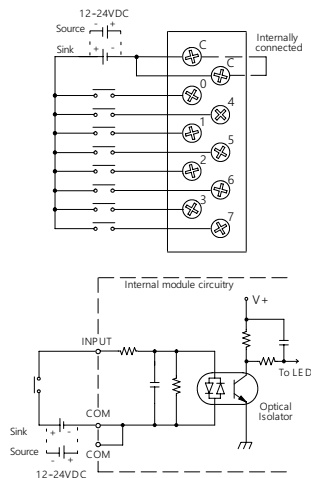 12-24VDC
Source - +
Sink + -
Internally
connected
C
C
0
4
1
5
2
6
3
7
Internal module circuitry
V+
INPUT
To LED
Optical
Isolator
COM
Sink + -
COM
Source - +
12-24VDC